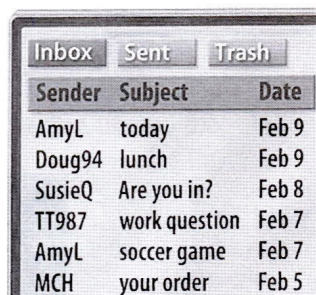 Inbox Sent Trash
Sender Subject Date
AmyL today Feb 9
Doug94 lunch Feb 9
SusieQ Are you in? Feb 8
TT987 work question Feb 7
AmyL soccer game Feb 7
MCH your order Feb 5